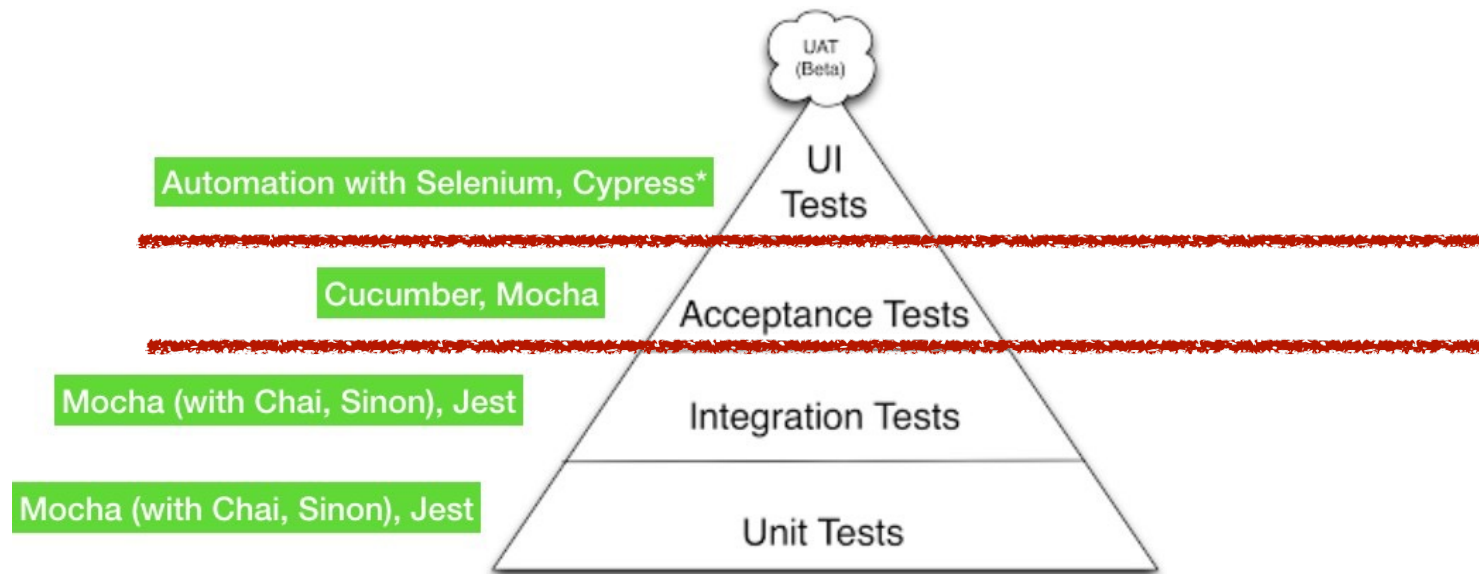 UAT
(Beta)
UI
Tests
Automation with Selenium, Cypress*
Cucumber, Mocha
Acceptance Tests
Mocha (with Chai, Sinon), Jest
Integration Tests
Mocha (with Chai, Sinon), Jest
Unit Tests